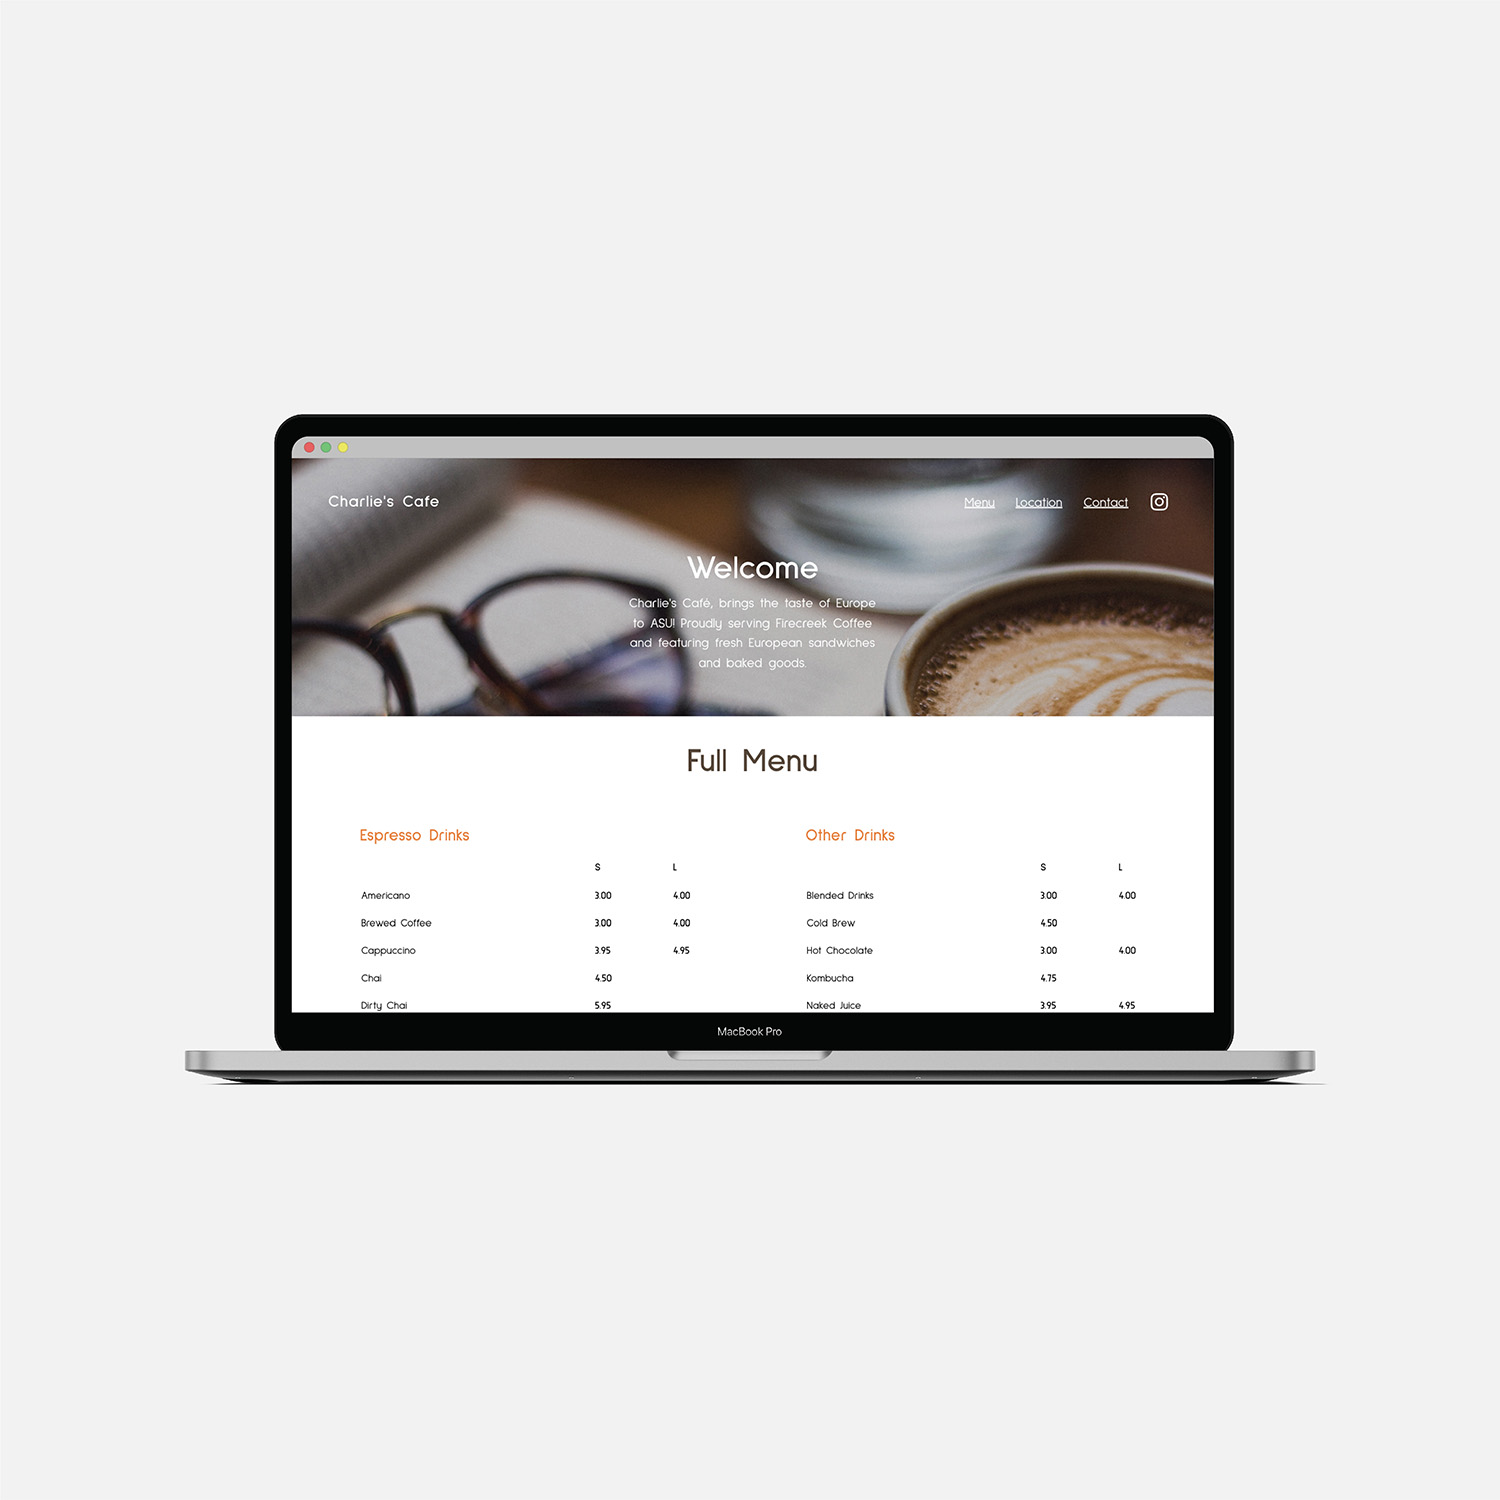 Charlie's Cafe
Menu Location Contact
Welcome
Charlie's Café, brings the taste of Europe
to ASU! Proudly serving Firecreek Coffee
and featuring fresh European sandwiches
and baked goods.
Full Menu
Espresso Drinks
S L
Americano 3.00 4.00
Brewed Coffee 3.00 4.00
Cappuccino 3.95 4.95
Chai 4.50
Dirty Chai 5.95
Other Drinks
S L
Blended Drinks 3.00 4.00
Cold Brew 4.50
Hot Chocolate 3.00 4.00
Kombucha 4.75
Naked Juice 3.95 4.95
MacBook Pro